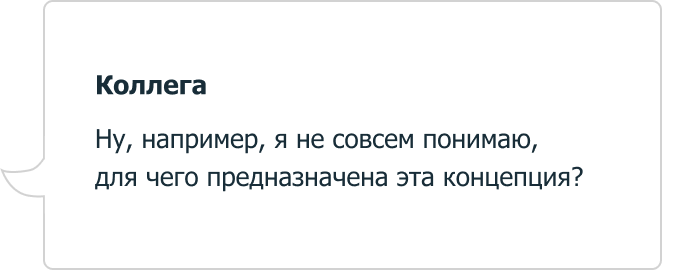 Коллега
Ну, например, я не совсем понимаю,
для чего предназначена эта концепция?